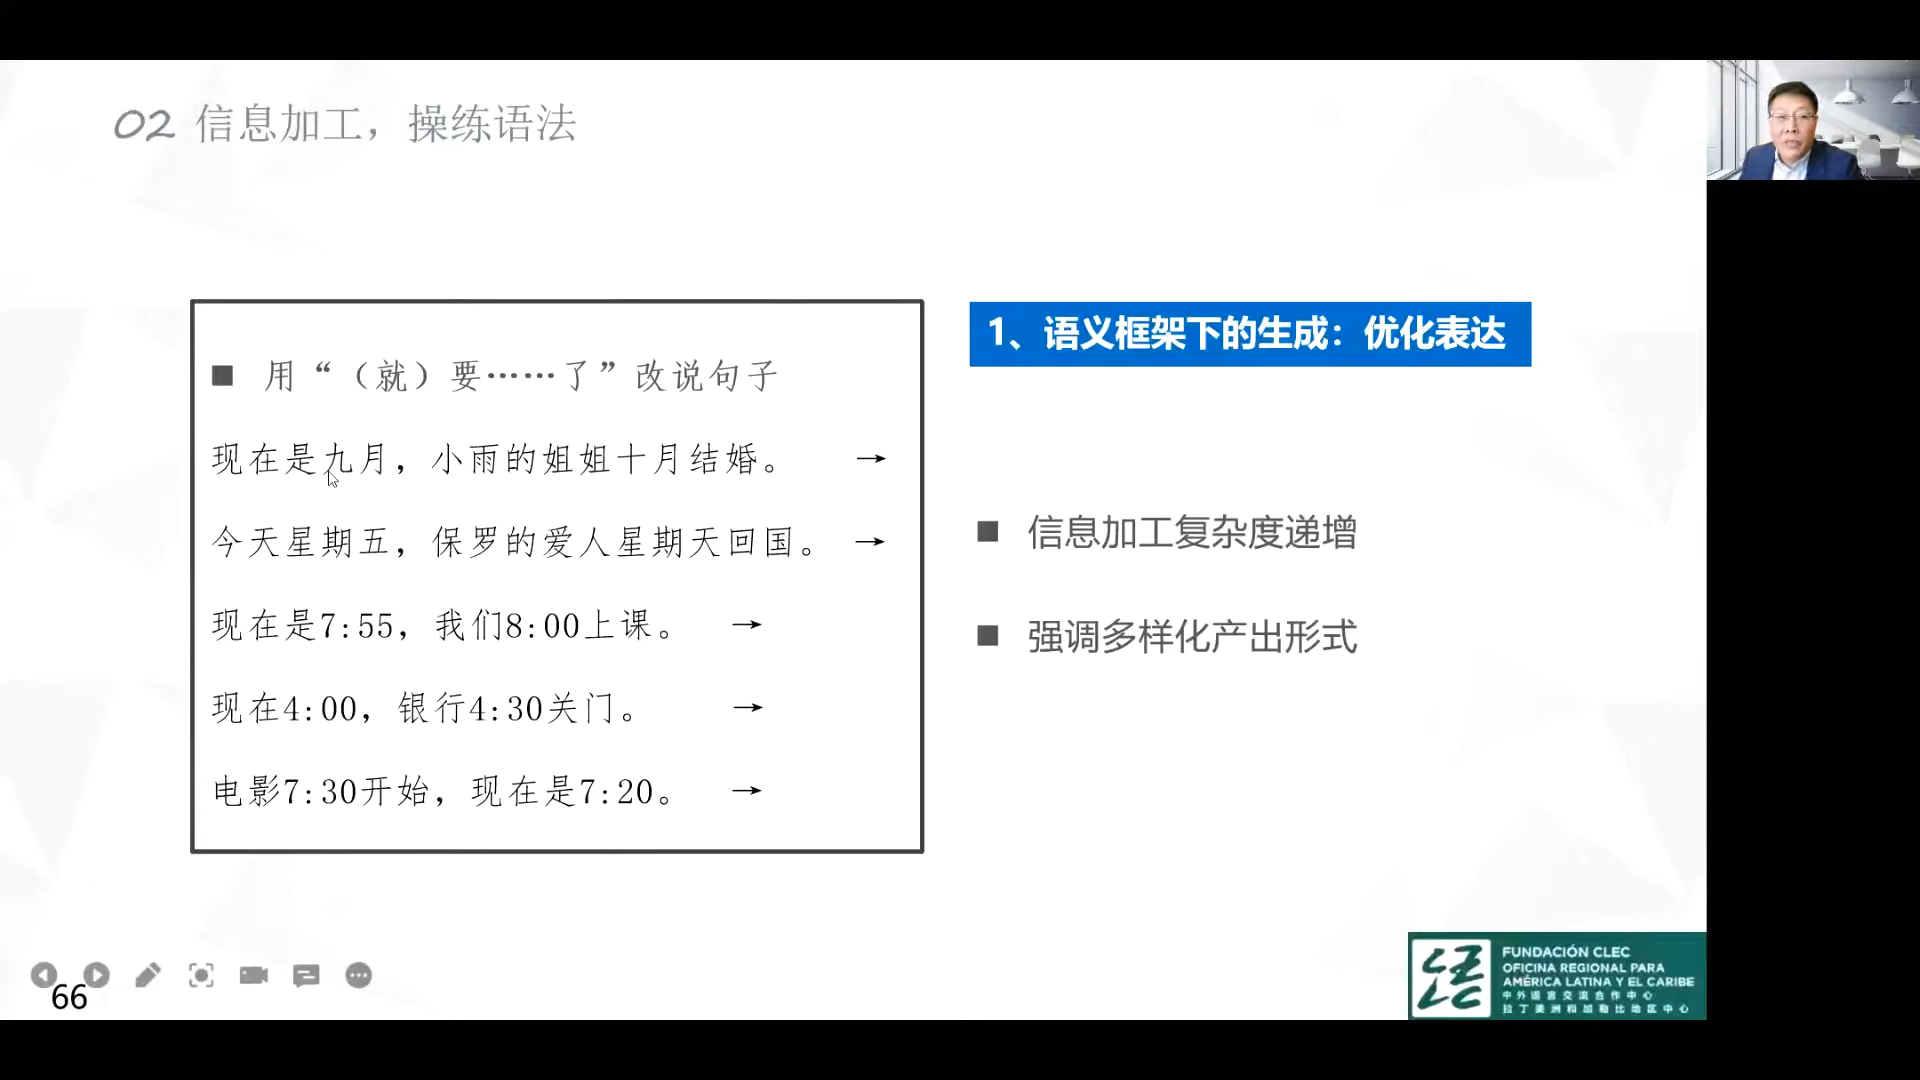 02 信息加工，操练语法
■ 用“（就）要……了”改说句子
现在是九月，小雨的姐姐十月结婚。 →
今天星期五，保罗的爱人星期天回国。 →
现在是7:55，我们8:00上课。 →
现在4:00，银行4:30关门。 →
电影7:30开始，现在是7:20。 →
1、语义框架下的生成：优化表达
■ 信息加工复杂度递增
■ 强调多样化产出形式
66
FUNDACIÓN CLEC
OFICINA REGIONAL PARA
AMÉRICA LATINA Y EL CARIBE
中外语言交流合作中心
拉丁美洲和加勒比地区中心